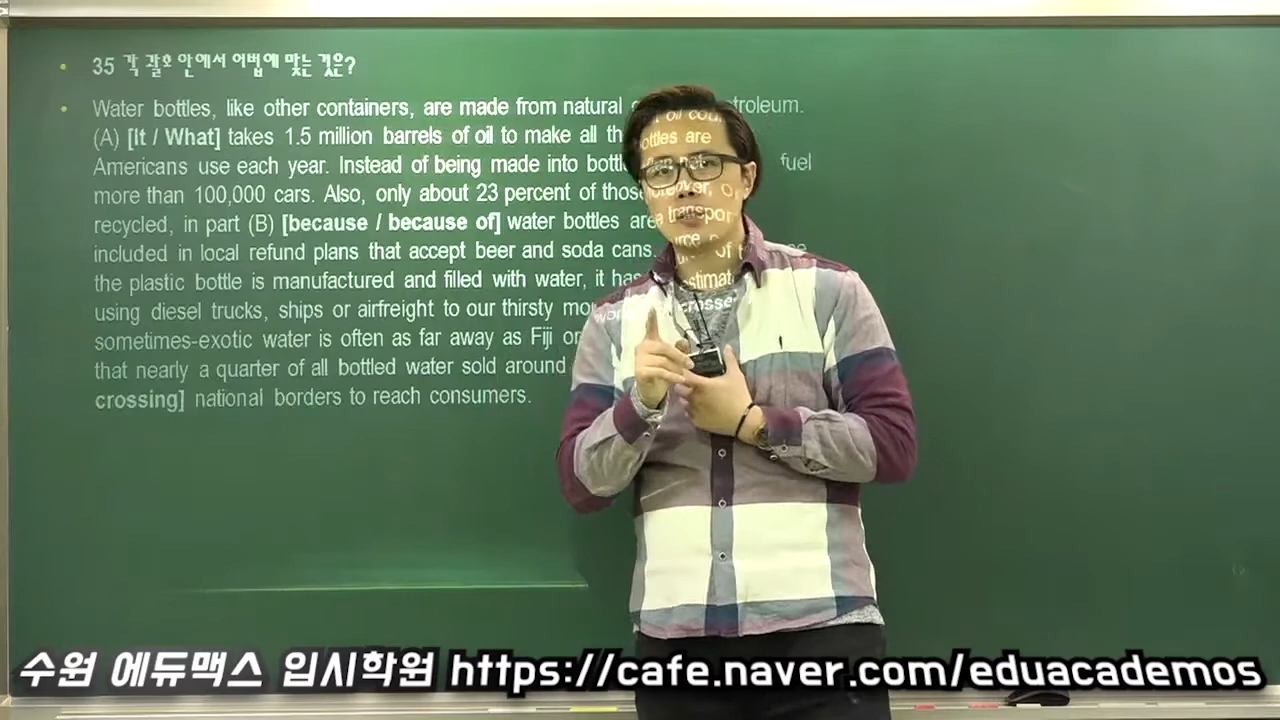 35 각 괄호 안에서 어법에 맞는 것은?
Water bottles, like other containers, are made from natural
(A) [It / What] takes 1.5 million barrels of oil to make all
Americans use each year. Instead of being made into fuel
more than 100,000 cars. Also, only about 23 percent of
recycled, in part (B) [because / because of] water bottles are
included in local refund plans that accept beer and soda cans.
the plastic bottle is manufactured and filled with water, it
using diesel trucks, ships or airfreight to our thirsty
sometimes-exotic water is often as far away as Fiji
that nearly a quarter of all bottled water sold around
crossing] national borders to reach consumers.
수원 에듀맥스 입시학원 https://cafe.naver.com/eduacademos